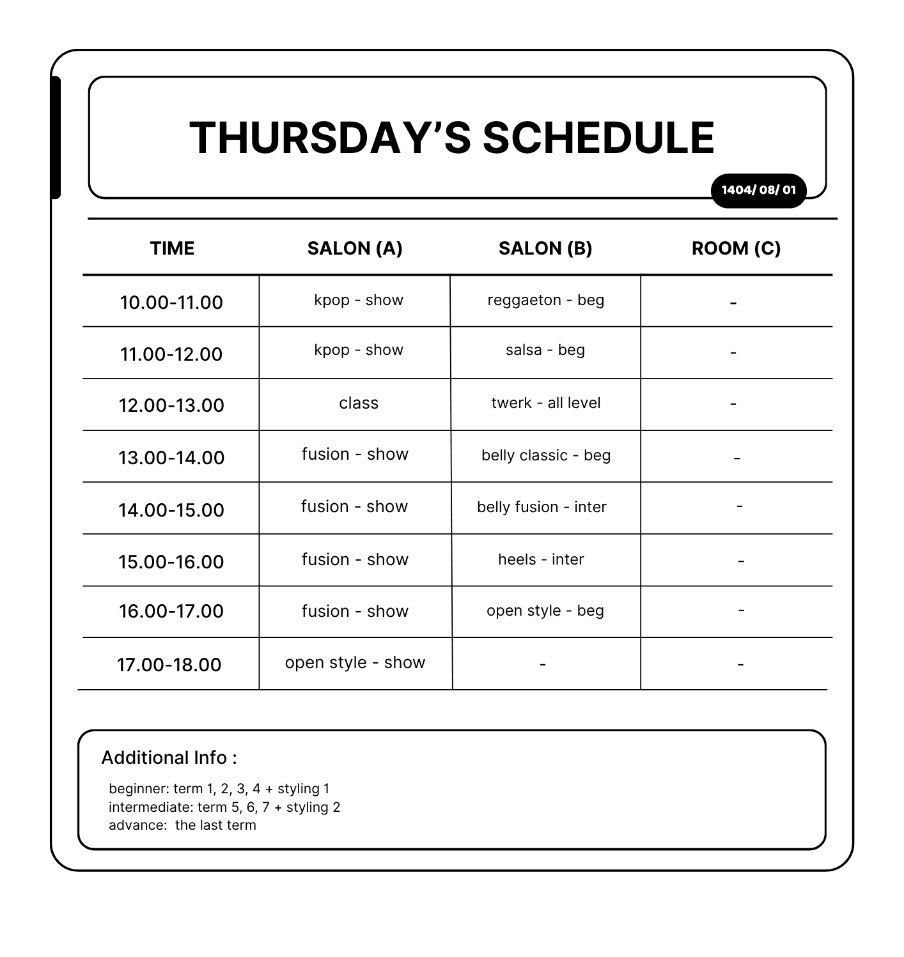 THURSDAY’S SCHEDULE
1404/ 08/ 01
TIME SALON (A) SALON (B) ROOM (C)
10.00-11.00 kpop - show reggaeton - beg -
11.00-12.00 kpop - show salsa - beg -
12.00-13.00 class twerk - all level -
13.00-14.00 fusion - show belly classic - beg -
14.00-15.00 fusion - show belly fusion - inter -
15.00-16.00 fusion - show heels - inter -
16.00-17.00 fusion - show open style - beg -
17.00-18.00 open style - show - -
Additional Info :
beginner: term 1, 2, 3, 4 + styling 1
intermediate: term 5, 6, 7 + styling 2
advance: the last term